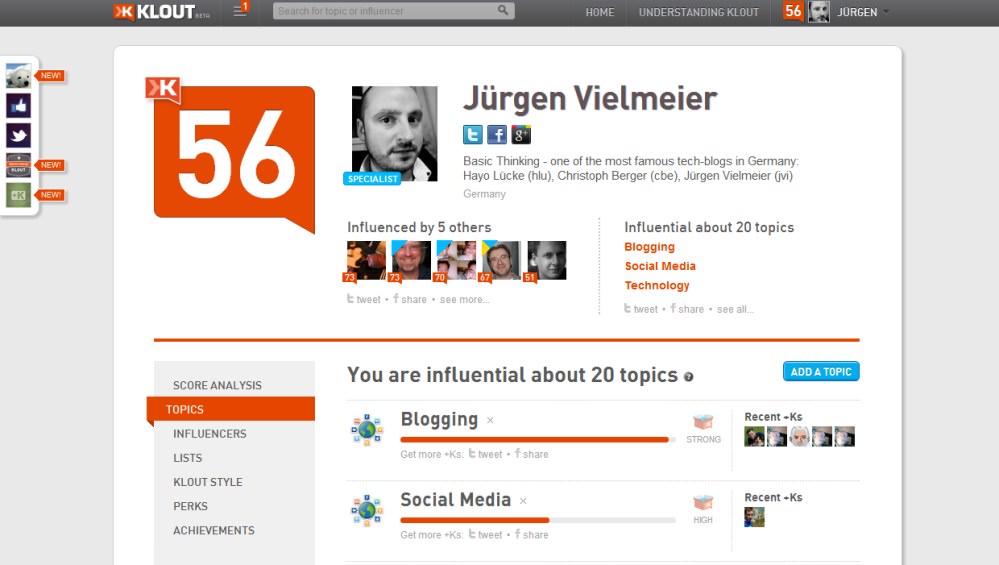 KLOUT BETA
1
Search for topic or influencer
HOME
UNDERSTANDING KLOUT
56
JÜRGEN
NEW!
NEW!
NEW!
K
56
SPECIALIST
Jürgen Vielmeier
Basic Thinking - one of the most famous tech-blogs in Germany:
Hayo Lücke (hlu), Christoph Berger (cbe), Jürgen Vielmeier (jvi)
Germany
Influenced by 5 others
73
73
70
67
51
tweet • share • see more...
Influential about 20 topics
Blogging
Social Media
Technology
tweet • share • see all...
SCORE ANALYSIS
TOPICS
INFLUENCERS
LISTS
KLOUT STYLE
PERKS
ACHIEVEMENTS
You are influential about 20 topics ?
ADD A TOPIC
Blogging ×
Get more +Ks: tweet • share
STRONG
Recent +Ks
Social Media ×
Get more +Ks: tweet • share
HIGH
Recent +Ks